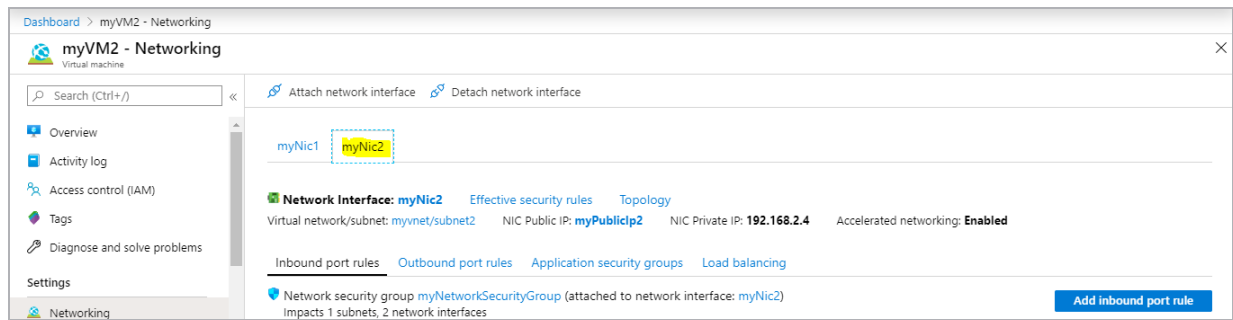 Dashboard > myVM2 - Networking
myVM2 - Networking
Virtual machine
Search (Ctrl+/)
«
Attach network interface Detach network interface
Overview
Activity log
Access control (IAM)
Tags
Diagnose and solve problems
Settings
Networking
myNic1 myNic2
Network Interface: myNic2 Effective security rules Topology
Virtual network/subnet: myvnet/subnet2 NIC Public IP: myPublicIp2 NIC Private IP: 192.168.2.4 Accelerated networking: Enabled
Inbound port rules Outbound port rules Application security groups Load balancing
Network security group myNetworkSecurityGroup (attached to network interface: myNic2)
Impacts 1 subnets, 2 network interfaces
Add inbound port rule